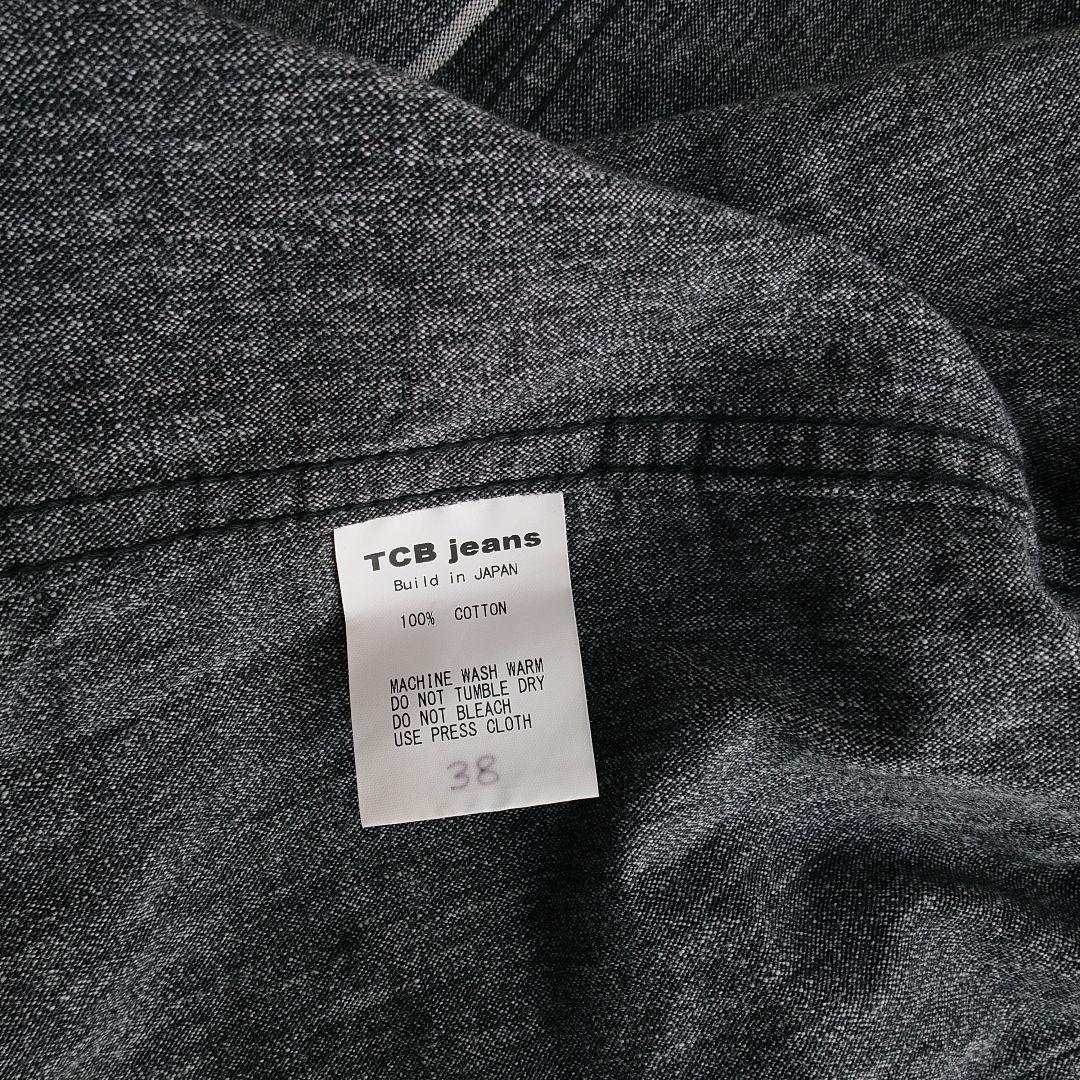 TCB jeans
Build in JAPAN
100% COTTON
MACHINE WASH WARM
DO NOT TUMBLE DRY
DO NOT BLEACH
USE PRESS CLOTH
38